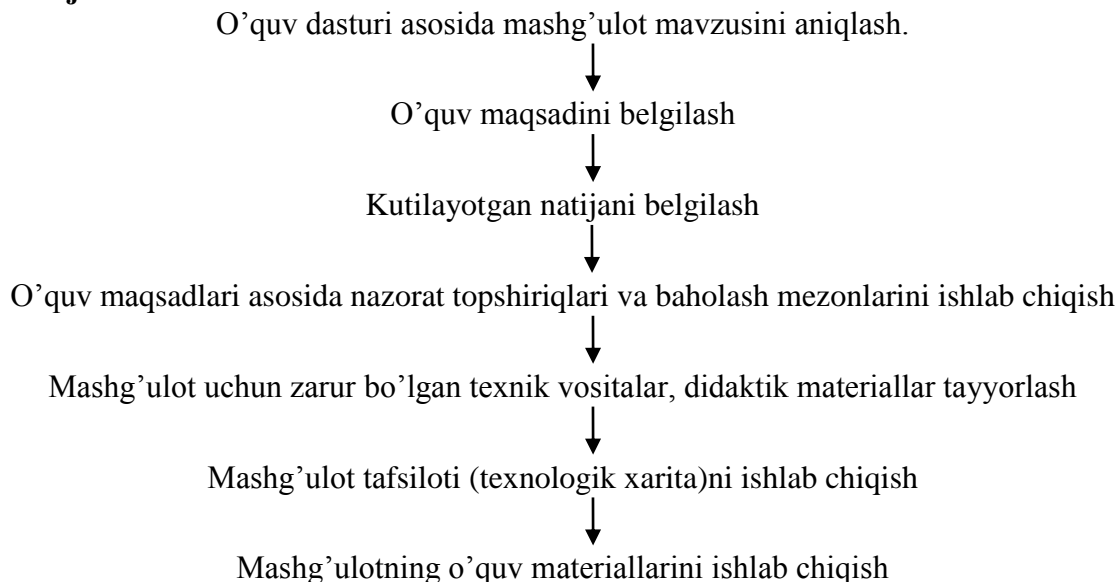 O’quv dasturi asosida mashg’ulot mavzusini aniqlash.
O’quv maqsadini belgilash
Kutilayotgan natijani belgilash
O’quv maqsadlari asosida nazorat topshiriqlari va baholash mezonlarini ishlab chiqish
Mashg’ulot uchun zarur bo’lgan texnik vositalar, didaktik materiallar tayyorlash
Mashg’ulot tafsiloti (texnologik xarita)ni ishlab chiqish
Mashg’ulotning o’quv materiallarini ishlab chiqish